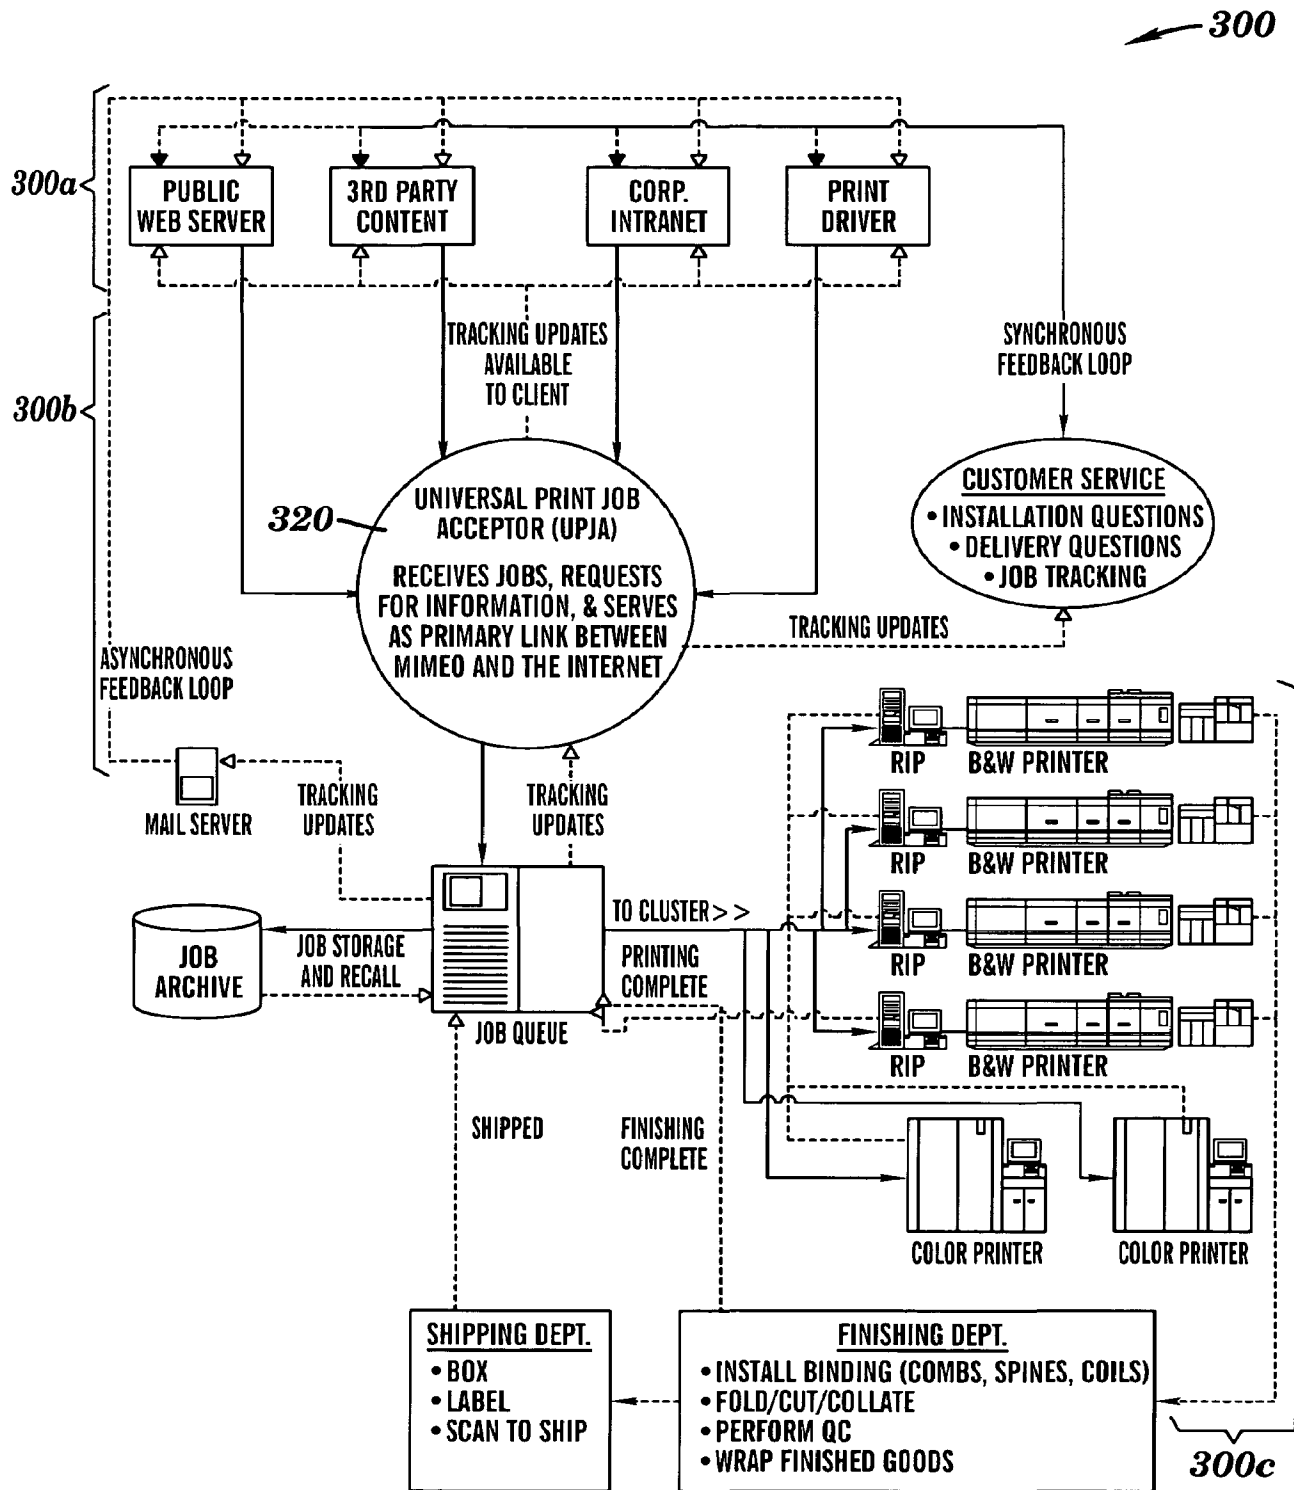 300
300a
PUBLIC
WEB SERVER
3RD PARTY
CONTENT
CORP.
INTRANET
PRINT
DRIVER
300b
TRACKING UPDATES
AVAILABLE
TO CLIENT
SYNCHRONOUS
FEEDBACK LOOP
320
UNIVERSAL PRINT JOB
ACCEPTOR (UPJA)
RECEIVES JOBS, REQUESTS
FOR INFORMATION, & SERVES
AS PRIMARY LINK BETWEEN
MIMEO AND THE INTERNET
CUSTOMER SERVICE
• INSTALLATION QUESTIONS
• DELIVERY QUESTIONS
• JOB TRACKING
TRACKING UPDATES
ASYNCHRONOUS
FEEDBACK LOOP
MAIL SERVER
TRACKING
UPDATES
TRACKING
UPDATES
RIP
B&W PRINTER
RIP
B&W PRINTER
RIP
B&W PRINTER
RIP
B&W PRINTER
JOB
ARCHIVE
JOB STORAGE
AND RECALL
TO CLUSTER> >
PRINTING
COMPLETE
JOB QUEUE
SHIPPED
FINISHING
COMPLETE
COLOR PRINTER
COLOR PRINTER
SHIPPING DEPT.
• BOX
• LABEL
• SCAN TO SHIP
FINISHING DEPT.
• INSTALL BINDING (COMBS, SPINES, COILS)
• FOLD/CUT/COLLATE
• PERFORM QC
• WRAP FINISHED GOODS
300c